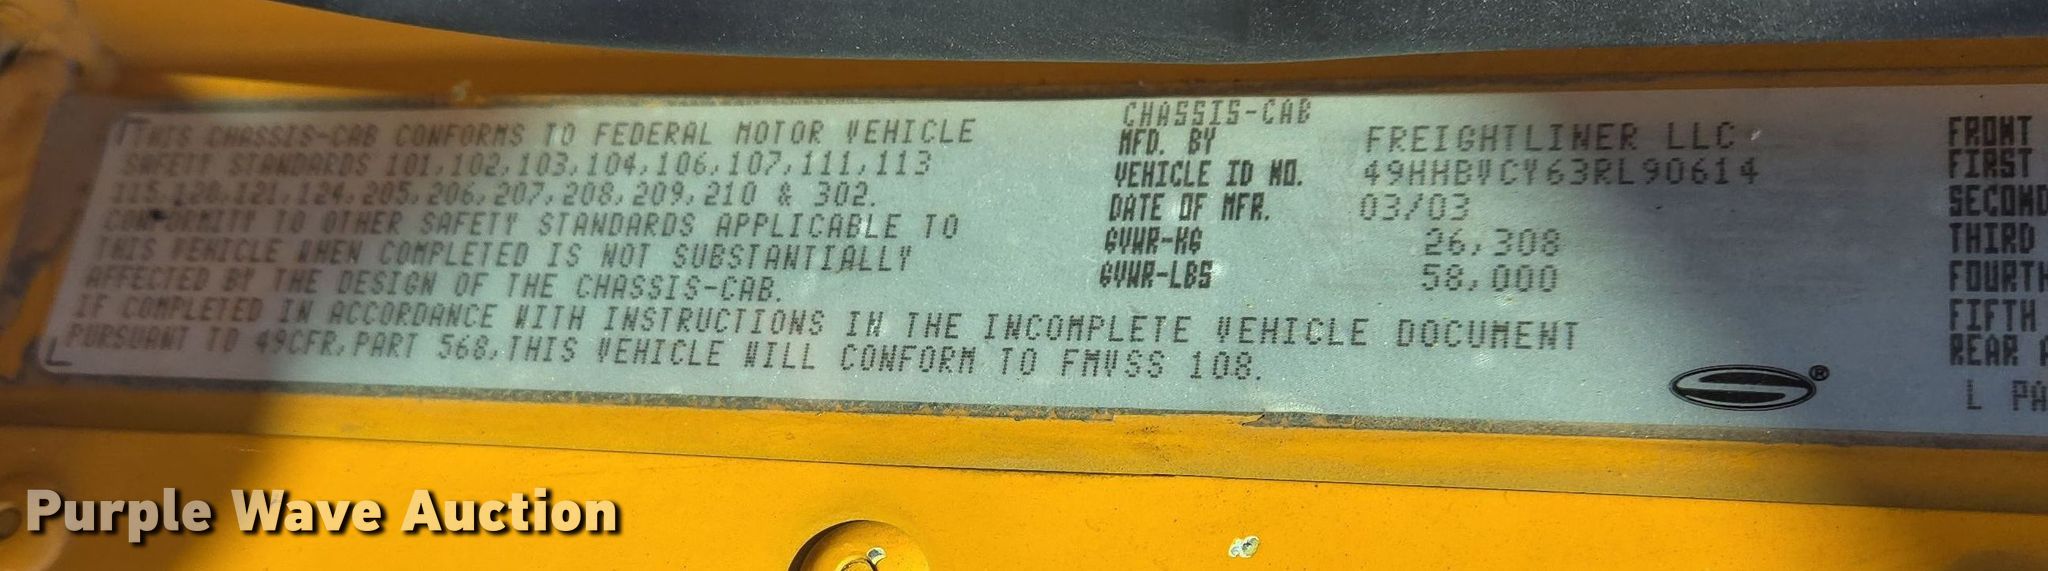 THIS CHASSIS-CAB CONFORMS TO FEDERAL MOTOR VEHICLE
SAFETY STANDARDS 101,102,103,104,106,107,111,113
115,120,121,124,205,206,207,208,209,210 & 302.
CONFORMITY TO OTHER SAFETY STANDARDS APPLICABLE TO
THIS VEHICLE WHEN COMPLETED IS NOT SUBSTANTIALLY
AFFECTED BY THE DESIGN OF THE CHASSIS-CAB.
IF COMPLETED IN ACCORDANCE WITH INSTRUCTIONS IN THE INCOMPLETE VEHICLE DOCUMENT
PURSUANT TO 49CFR,PART 568,THIS VEHICLE WILL CONFORM TO FMVSS 108.
CHASSIS-CAB
MFD. BY FREIGHTLINER LLC
VEHICLE ID NO. 49HHBVCY63RL90614
DATE OF MFR. 03/03
GVWR-KG 26,308
GVWR-LBS 58,000
®
FRONT
FIRST
SECOND
THIRD
FOURTH
FIFTH
REAR
L PA
Purple Wave Auction